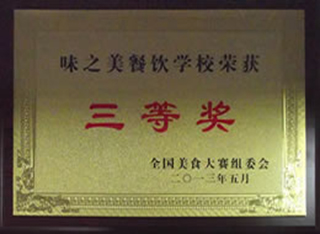 味之美餐饮学校荣获
三等奖
全国美食大赛组委会
二〇一三年五月